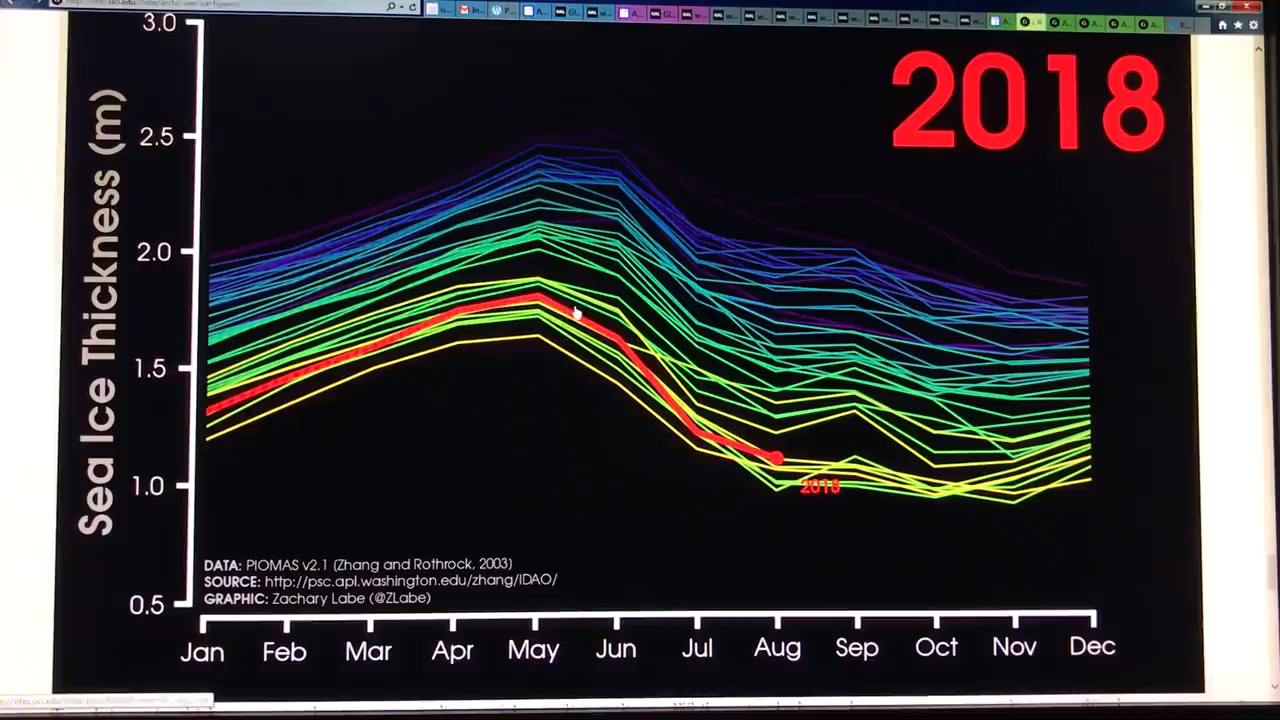 3.0
2018
2.5
Sea Ice Thickness (m)
2.0
1.5
1.0
2018
DATA: PIOMAS v2.1 (Zhang and Rothrock, 2003)
SOURCE: http://psc.apl.washington.edu/zhang/IDAO/
GRAPHIC: Zachary Labe (@ZLabe)
0.5
Jan Feb Mar Apr May Jun Jul Aug Sep Oct Nov Dec